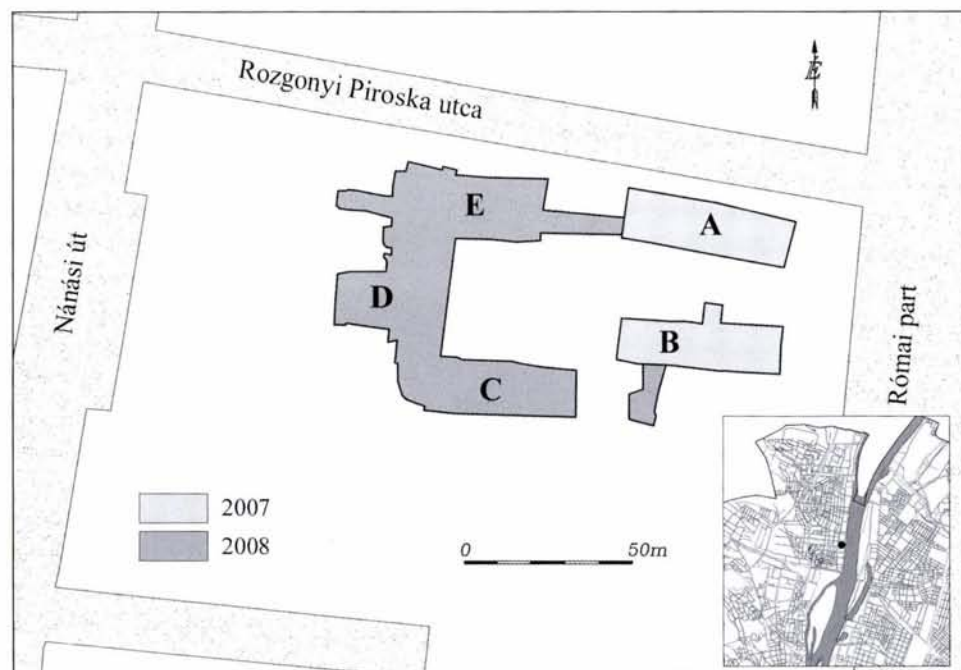 Rozgonyi Piroska utca
É
E
A
Nánási út
D
B
Római part
C
2007
2008
0 50m